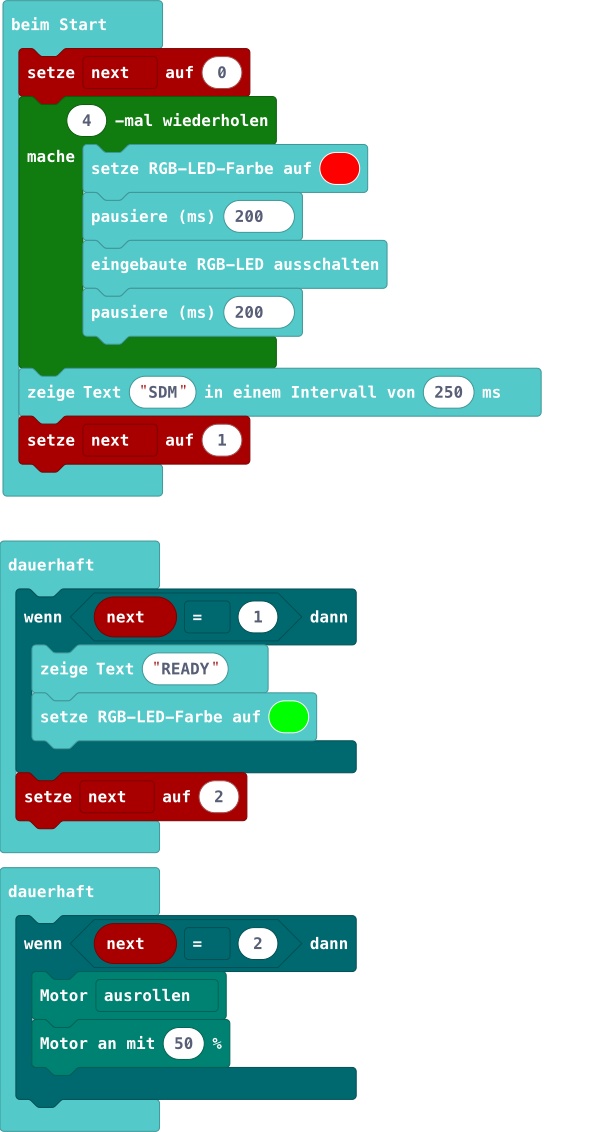 beim Start
setze next auf 0
4 -mal wiederholen
mache
setze RGB-LED-Farbe auf
pausiere (ms) 200
eingebaute RGB-LED ausschalten
pausiere (ms) 200
zeige Text "SDM" in einem Intervall von 250 ms
setze next auf 1
dauerhaft
wenn next = 1 dann
zeige Text "READY"
setze RGB-LED-Farbe auf
setze next auf 2
dauerhaft
wenn next = 2 dann
Motor ausrollen
Motor an mit 50 %